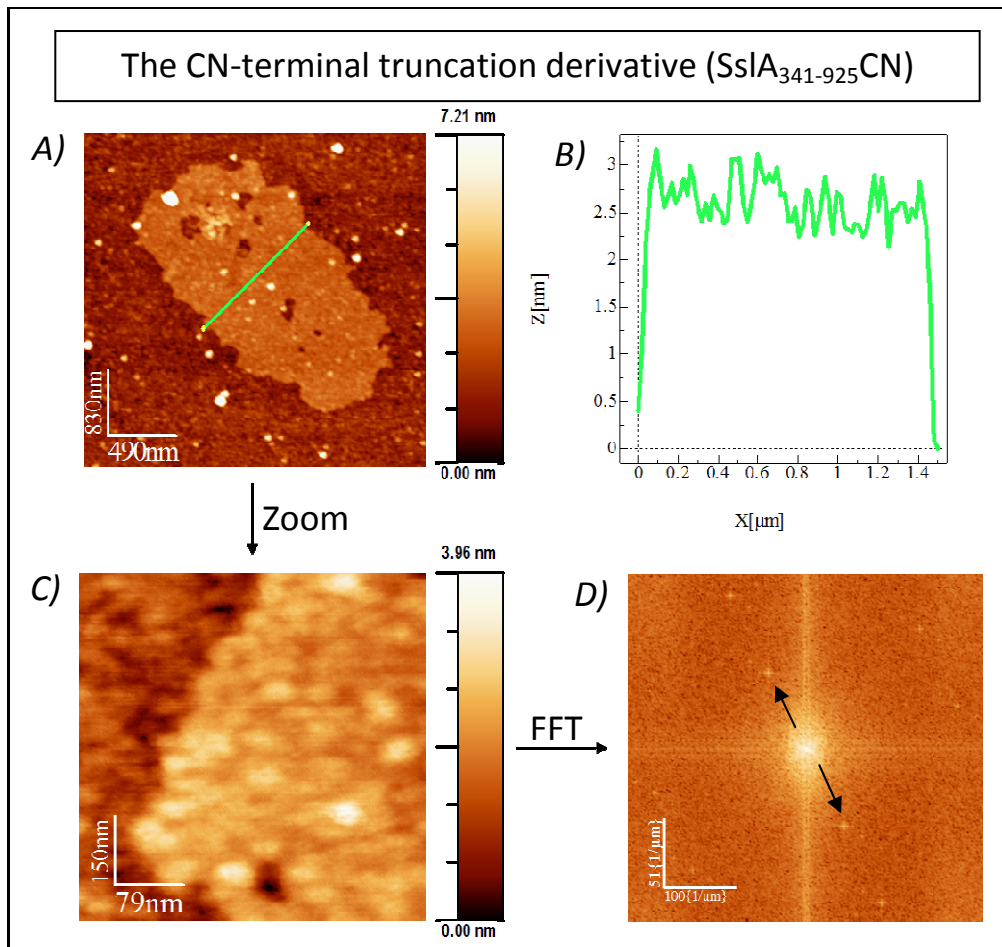 The CN-terminal truncation derivative (SslA₃₄₁₋₉₂₅CN)
A)
7.21 nm
0.00 nm
830nm
490nm
B)
3
2.5
2
1.5
1
0.5
0
Z[nm]
0 0.2 0.4 0.6 0.8 1 1.2 1.4
X[µm]
Zoom
C)
3.96 nm
0.00 nm
150nm
79nm
FFT
D)
51{1/µm}
100{1/µm}